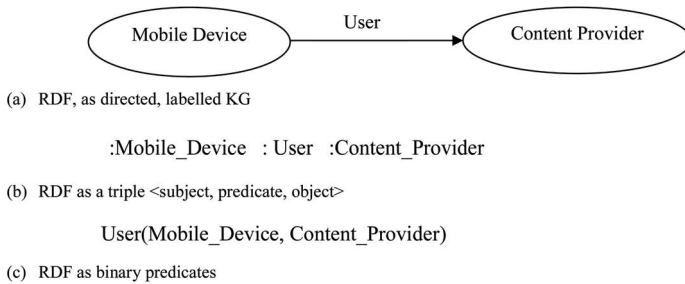 Mobile Device
User
Content Provider
(a) RDF, as directed, labelled KG
:Mobile_Device : User :Content_Provider
(b) RDF as a triple <subject, predicate, object>
User(Mobile_Device, Content_Provider)
(c) RDF as binary predicates